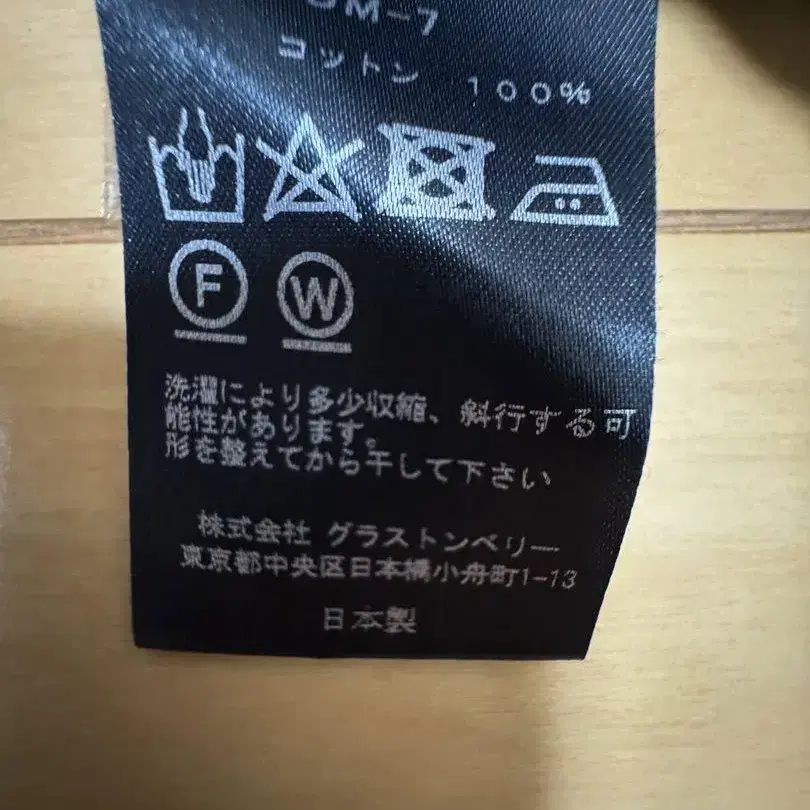 M-7
コットン 100%
F W
洗濯により多少収縮、斜行する可
能性があります。
形を整えてから干して下さい
株式会社 グラストンベリー
東京都中央区日本橋小舟町1-13
日本製